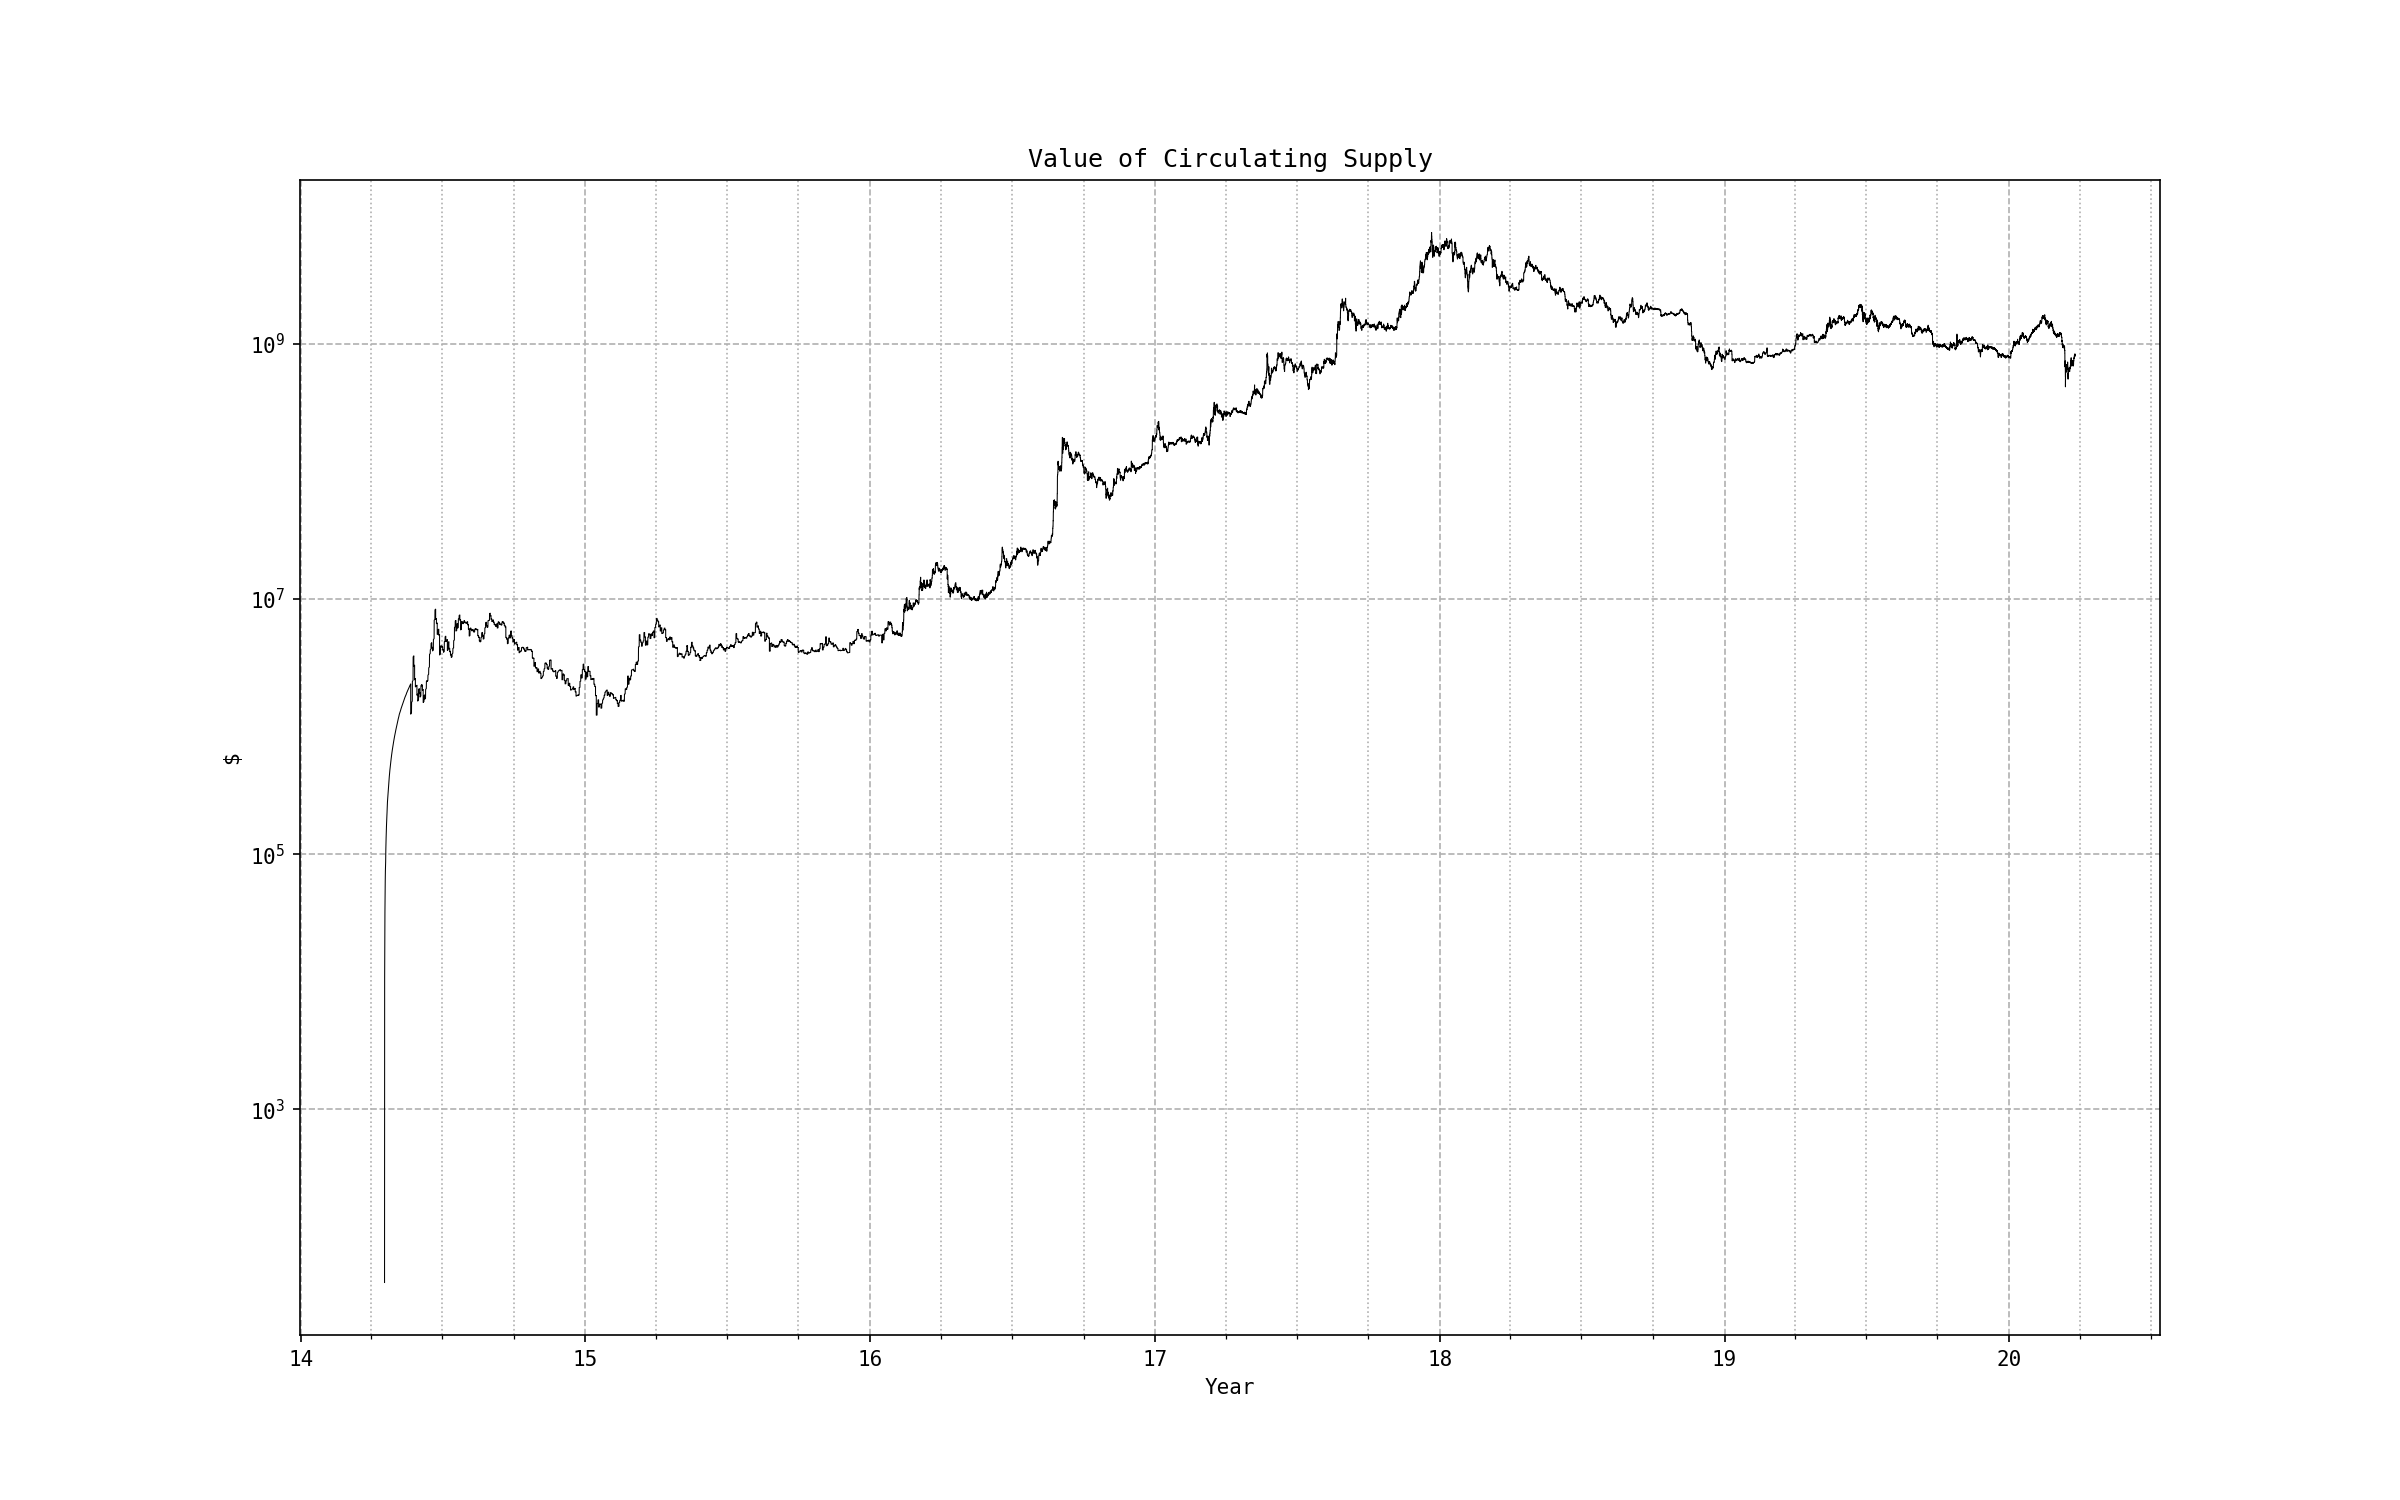 Value of Circulating Supply
10⁹
10⁷
10⁵
10³
$
14 15 16 17 18 19 20
Year